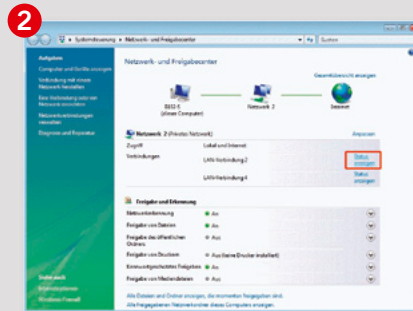 2
Systemsteuerung ▸ Netzwerk- und Freigabecenter
Suchen
Aufgaben
Computer und Geräte anzeigen
Verbindung mit einem Netzwerk herstellen
Eine Verbindung oder ein Netzwerk einrichten
Netzwerkverbindungen verwalten
Diagnose und Reparatur
Netzwerk- und Freigabecenter
Gesamtübersicht anzeigen
(dieser Computer)
Netzwerk 2
Internet
Netzwerk 2 (Privates Netzwerk)
Anpassen
Zugriff
Lokal und Internet
Verbindungen
LAN-Verbindung 2
Status anzeigen
LAN-Verbindung 4
Status anzeigen
Freigabe und Erkennung
Netzwerkerkennung
An
Freigabe von Dateien
An
Freigabe des öffentlichen Ordners
Aus
Freigabe von Druckern
Aus (keine Drucker installiert)
Kennwortgeschütztes Freigeben
An
Freigabe von Mediendateien
Aus
Alle Dateien und Ordner anzeigen, die momentan freigegeben sind.
Alle freigegebenen Netzwerkordner dieses Computers anzeigen.
Siehe auch
Internetoptionen
Windows-Firewall